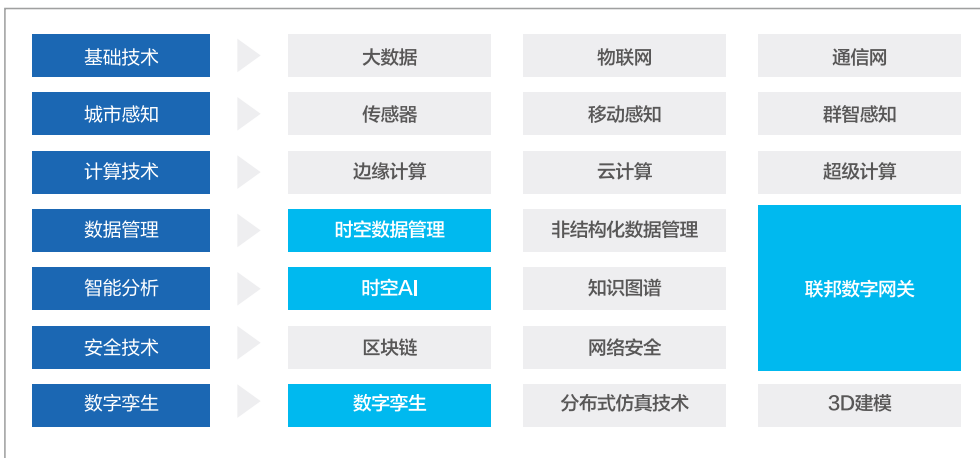 基础技术
大数据
物联网
通信网
城市感知
传感器
移动感知
群智感知
计算技术
边缘计算
云计算
超级计算
数据管理
时空数据管理
非结构化数据管理
智能分析
时空AI
知识图谱
联邦数字网关
安全技术
区块链
网络安全
数字孪生
数字孪生
分布式仿真技术
3D建模